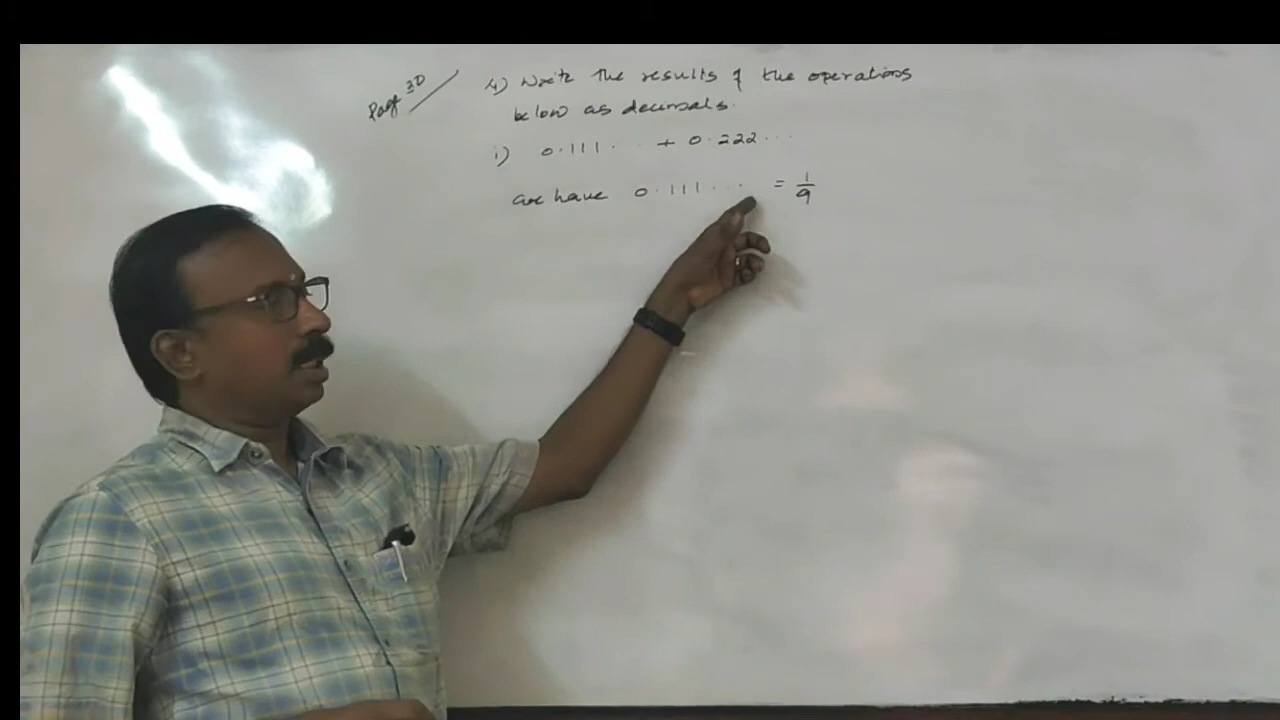 Page 30
4) Write the results of the operations
below as decimals.
i) 0.111... + 0.222...
we have 0.111... = 1/9